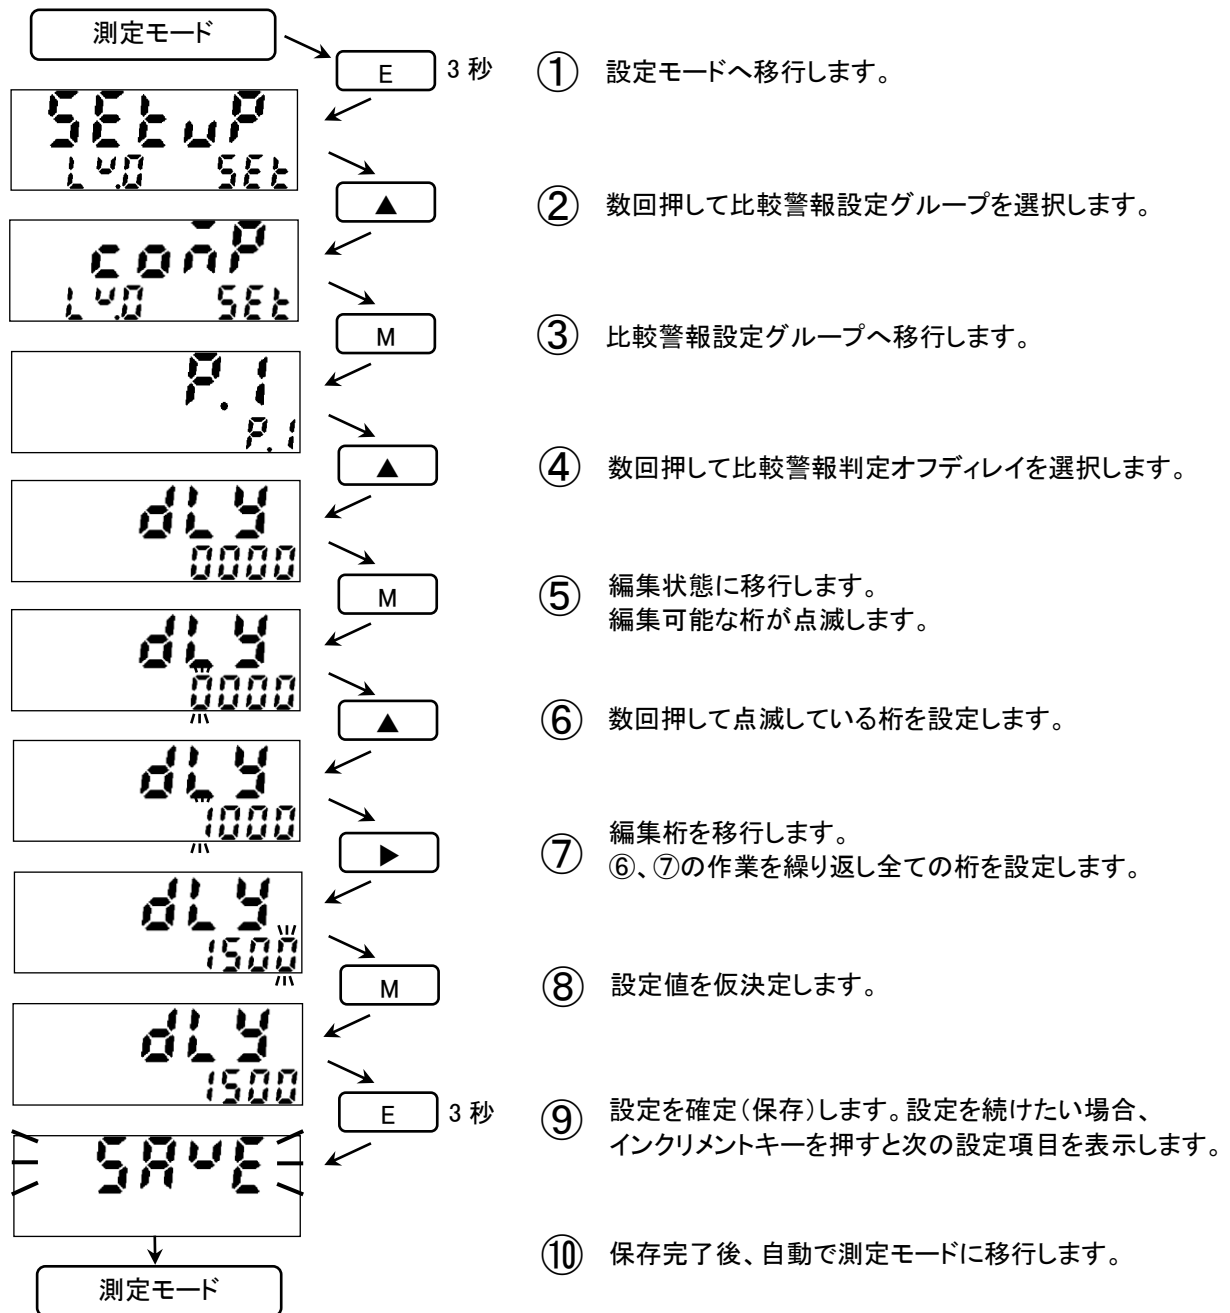 測定モード
E
3 秒
① 設定モードへ移行します。
SEtuP
Lv.0 SEt
▲
② 数回押して比較警報設定グループを選択します。
comP
Lv.0 SEt
M
③ 比較警報設定グループへ移行します。
P.1
P.1
▲
④ 数回押して比較警報判定オフディレイを選択します。
dLY
0000
M
⑤ 編集状態に移行します。
編集可能な桁が点滅します。
dLY
0000
▲
⑥ 数回押して点滅している桁を設定します。
dLY
1000
▶
⑦ 編集桁を移行します。
⑥、⑦の作業を繰り返し全ての桁を設定します。
dLY
1500
M
⑧ 設定値を仮決定します。
dLY
1500
E
3 秒
⑨ 設定を確定(保存)します。設定を続けたい場合、
インクリメントキーを押すと次の設定項目を表示します。
SAvE
⑩ 保存完了後、自動で測定モードに移行します。
測定モード